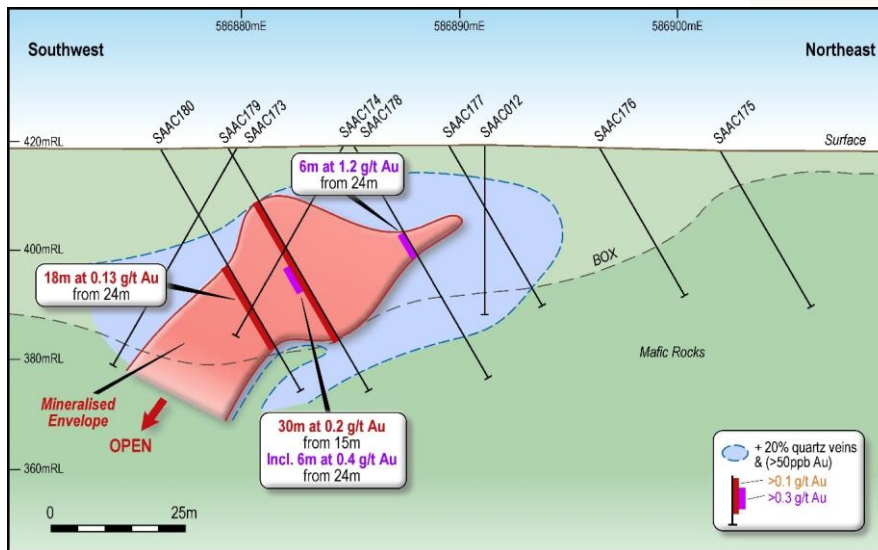 586880mE
586890mE
586900mE
Southwest
Northeast
SAAC180
SAAC179
SAAC173
SAAC174
SAAC178
SAAC177
SAAC012
SAAC176
SAAC175
420mRL
Surface
6m at 1.2 g/t Au
from 24m
400mRL
BOX
18m at 0.13 g/t Au
from 24m
380mRL
Mafic Rocks
Mineralised
Envelope
OPEN
30m at 0.2 g/t Au
from 15m
Incl. 6m at 0.4 g/t Au
from 24m
360mRL
+ 20% quartz veins
& (>50ppb Au)
>0.1 g/t Au
>0.3 g/t Au
0
25m